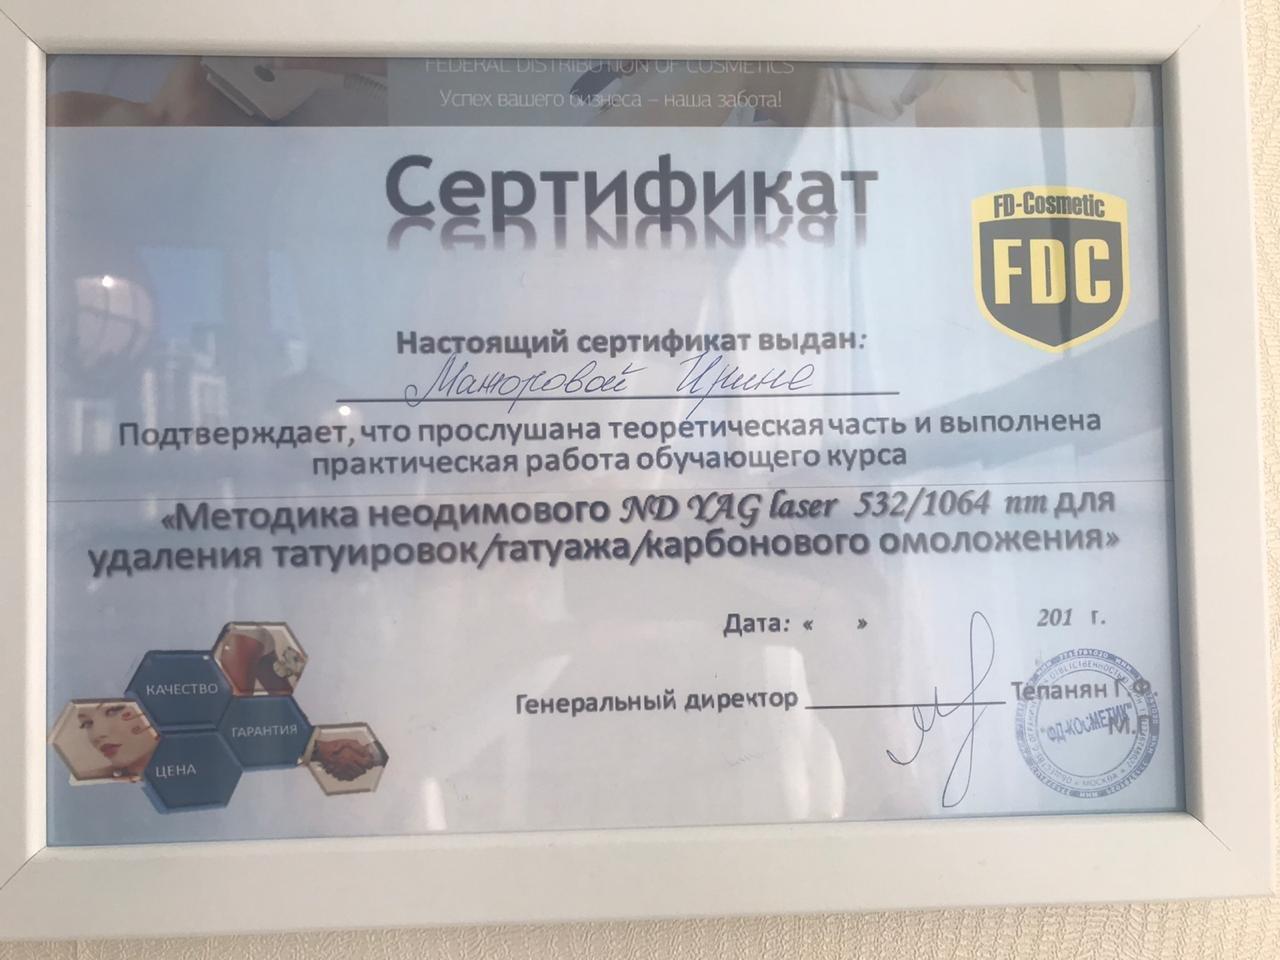 FEDERAL DISTRIBUTION OF COSMETICS
Успех вашего бизнеса – наша забота!
Сертификат
FD-Cosmetic
FDC
Настоящий сертификат выдан:
Ирине
Подтверждает, что прослушана теоретическая часть и выполнена
практическая работа обучающего курса
«Методика неодимового ND YAG laser 532/1064 nm для
удаления татуировок/татуажа/карбонового омоложения»
Дата: « » 201 г.
Генеральный директор Тепанян Г.Ф.
М.П
"ФД-КОСМЕТИК"
МОСКВА
КАЧЕСТВО
ГАРАНТИЯ
ЦЕНА